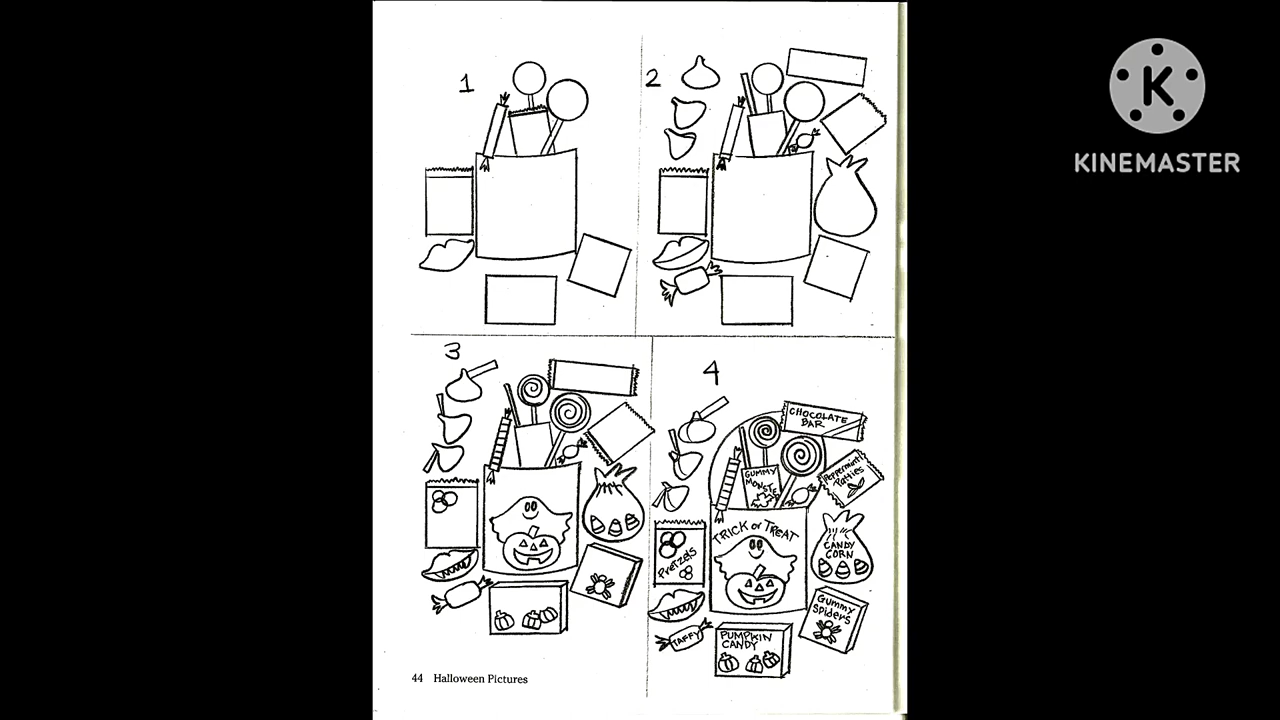 K
KINEMASTER
1
2
3
4
CHOCOLATE
BAR
GUMMY
MONSTE
Peppermint
Patties
TRICK or TREAT
Pretzels
CANDY
CORN
Gummy
Spiders
TAFFY
PUMPKIN
CANDY
44 Halloween Pictures